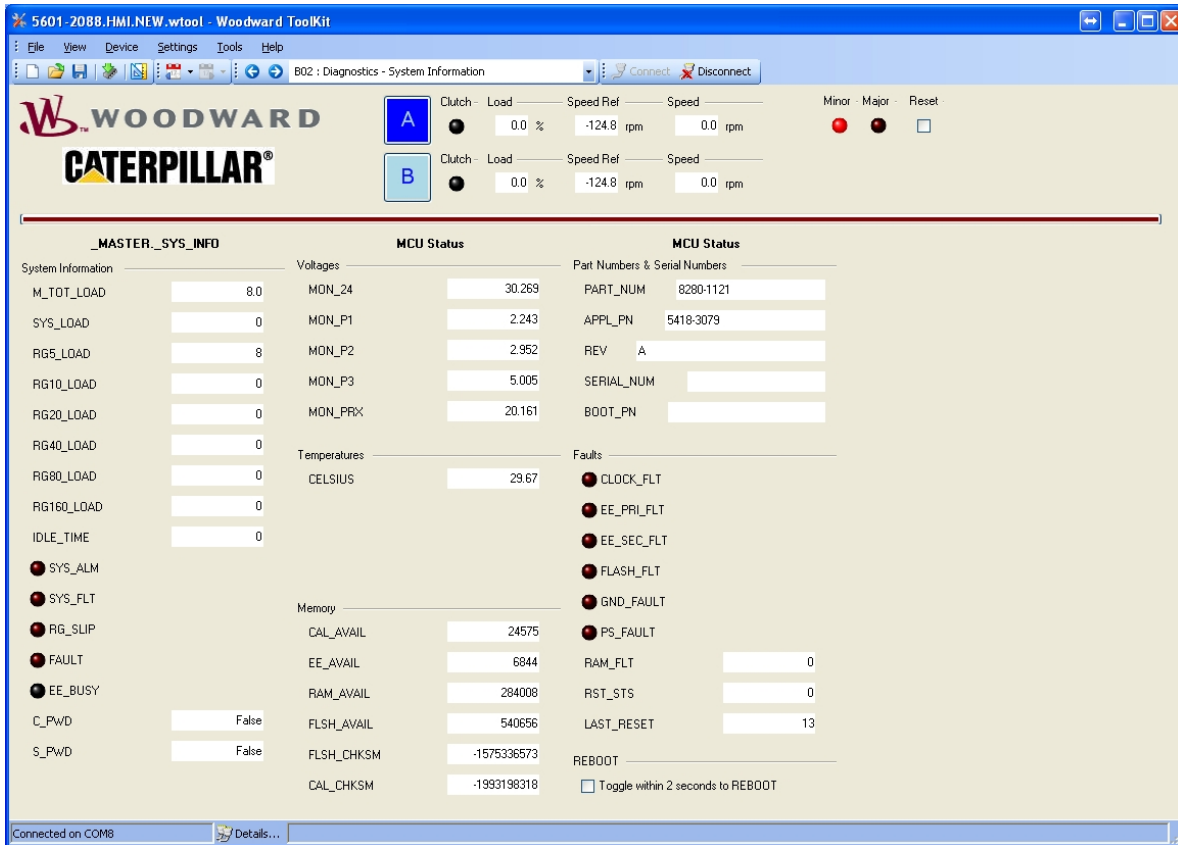 5601-2088.HMI.NEW.wtool - Woodward ToolKit
File View Device Settings Tools Help
B02 : Diagnostics - System Information Connect Disconnect
WOODWARD
CATERPILLAR®
A Clutch Load Speed Ref Speed Minor Major Reset
0.0 % -124.8 rpm 0.0 rpm
B Clutch Load Speed Ref Speed
0.0 % -124.8 rpm 0.0 rpm
_MASTER._SYS_INFO
System Information
M_TOT_LOAD 8.0
SYS_LOAD 0
RG5_LOAD 8
RG10_LOAD 0
RG20_LOAD 0
RG40_LOAD 0
RG80_LOAD 0
RG160_LOAD 0
IDLE_TIME 0
SYS_ALM
SYS_FLT
RG_SLIP
FAULT
EE_BUSY
C_PWD False
S_PWD False
MCU Status
Voltages
MON_24 30.269
MON_P1 2.243
MON_P2 2.952
MON_P3 5.005
MON_PRX 20.161
Temperatures
CELSIUS 29.67
Memory
CAL_AVAIL 24575
EE_AVAIL 6844
RAM_AVAIL 284008
FLSH_AVAIL 540656
FLSH_CHKSM -1575336573
CAL_CHKSM -1993198318
MCU Status
Part Numbers & Serial Numbers
PART_NUM 8280-1121
APPL_PN 5418-3079
REV A
SERIAL_NUM
BOOT_PN
Faults
CLOCK_FLT
EE_PRI_FLT
EE_SEC_FLT
FLASH_FLT
GND_FAULT
PS_FAULT
RAM_FLT 0
RST_STS 0
LAST_RESET 13
REBOOT
Toggle within 2 seconds to REBOOT
Connected on COM8 Details...